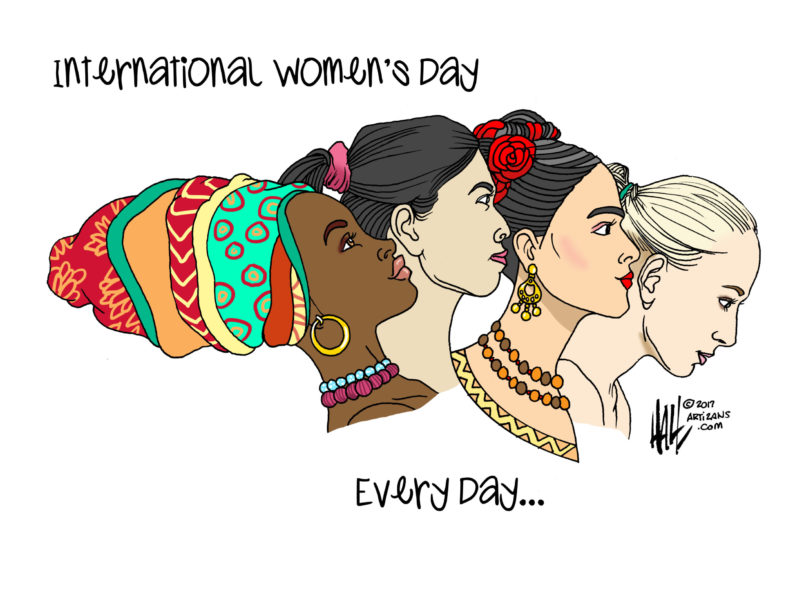 International Women's Day
HALL
© 2017
ARTIZANS
.COM
Every Day...